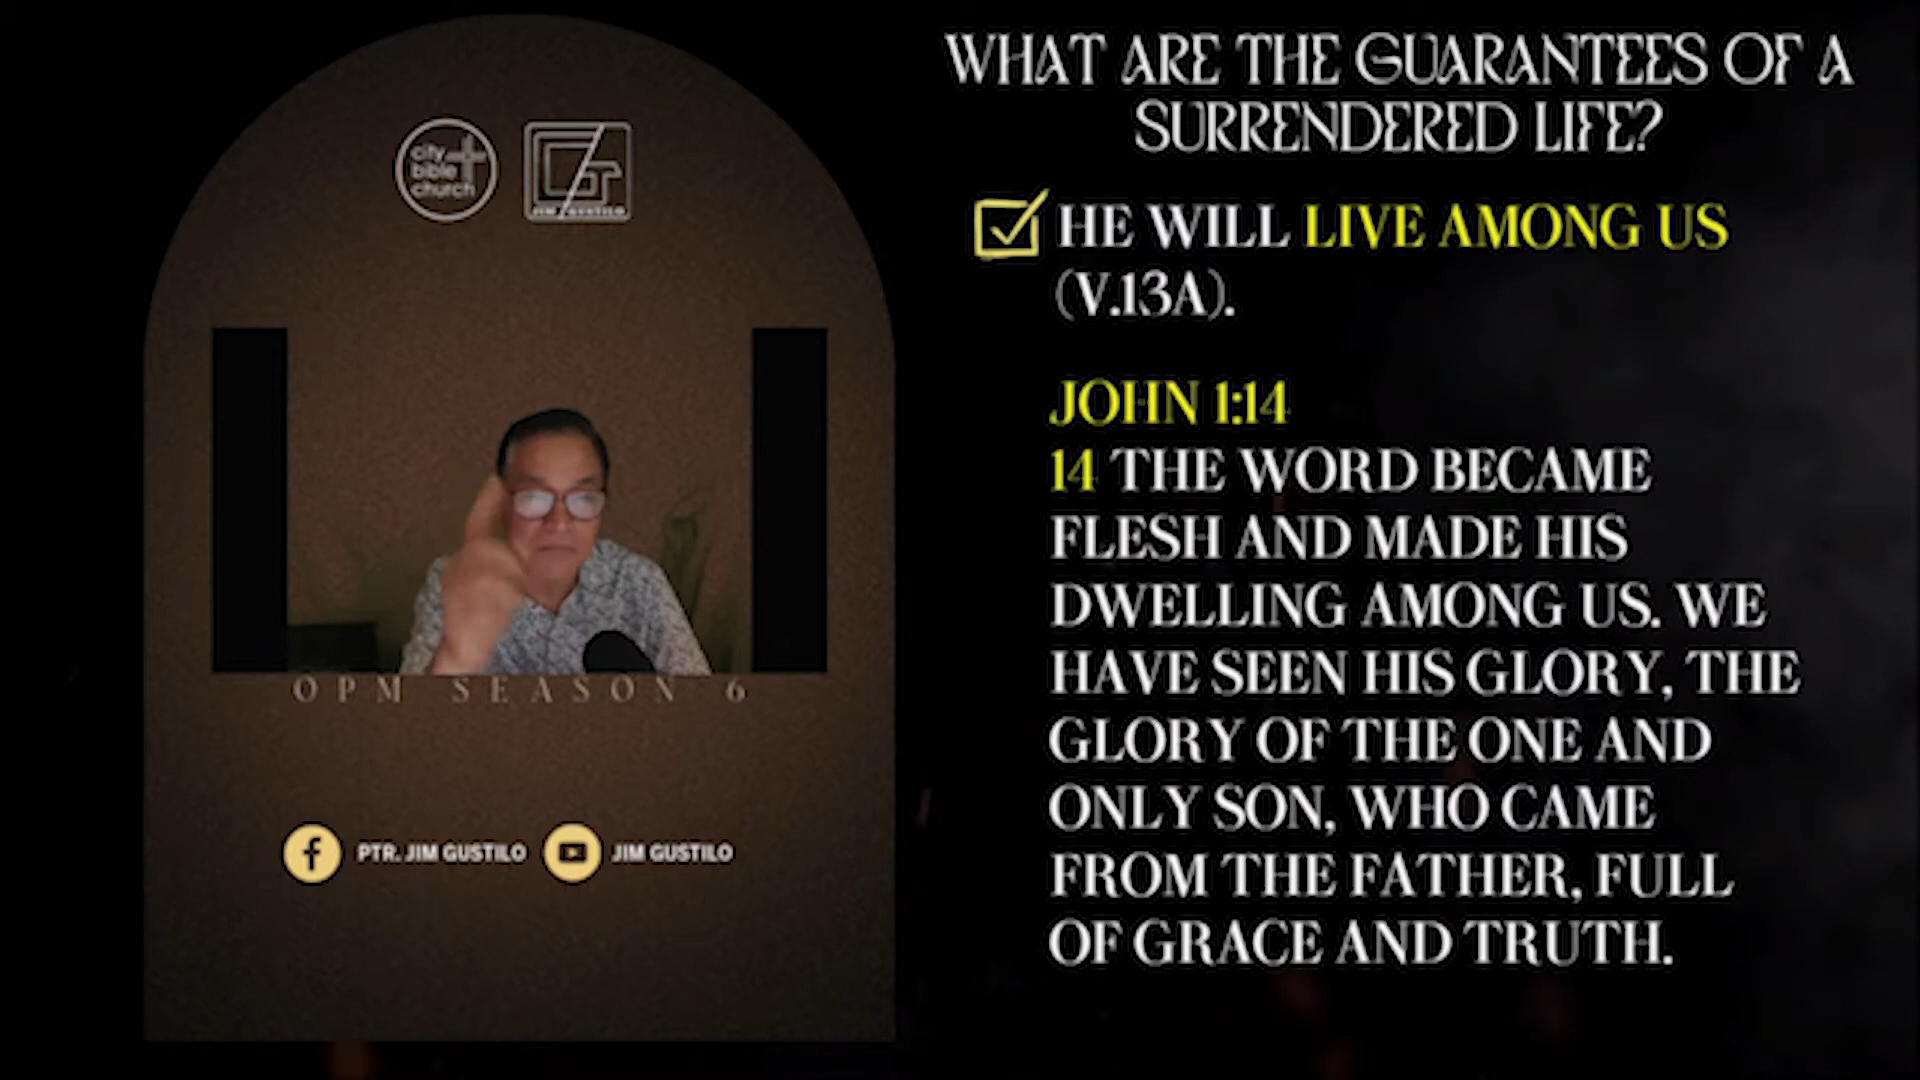 city
bible
church
JIM GUSTILO
OPM SEASON 6
PTR. JIM GUSTILO
JIM GUSTILO
WHAT ARE THE GUARANTEES OF A
SURRENDERED LIFE?
HE WILL LIVE AMONG US
(V.13A).
JOHN 1:14
14 THE WORD BECAME
FLESH AND MADE HIS
DWELLING AMONG US. WE
HAVE SEEN HIS GLORY, THE
GLORY OF THE ONE AND
ONLY SON, WHO CAME
FROM THE FATHER, FULL
OF GRACE AND TRUTH.